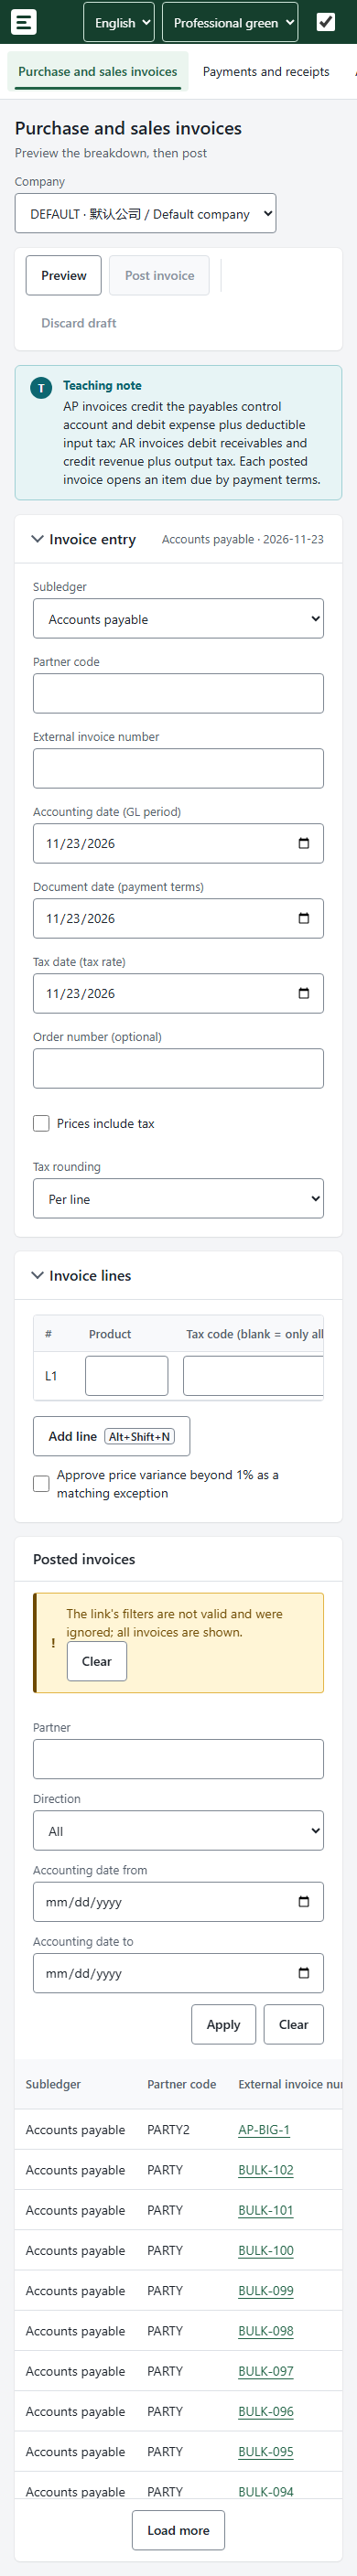 English
Professional green
Purchase and sales invoices
Payments and receipts
Purchase and sales invoices
Preview the breakdown, then post
Company
DEFAULT · 默认公司 / Default company
Preview
Post invoice
Discard draft
T
Teaching note
AP invoices credit the payables control
account and debit expense plus deductible
input tax; AR invoices debit receivables and
credit revenue plus output tax. Each posted
invoice opens an item due by payment terms.
Invoice entry
Accounts payable · 2026-11-23
Subledger
Accounts payable
Partner code
External invoice number
Accounting date (GL period)
11/23/2026
Document date (payment terms)
11/23/2026
Tax date (tax rate)
11/23/2026
Order number (optional)
Prices include tax
Tax rounding
Per line
Invoice lines
# Product Tax code (blank = only all
L1
Add line Alt+Shift+N
Approve price variance beyond 1% as a
matching exception
Posted invoices
!
The link's filters are not valid and were
ignored; all invoices are shown.
Clear
Partner
Direction
All
Accounting date from
mm/dd/yyyy
Accounting date to
mm/dd/yyyy
Apply
Clear
Subledger Partner code External invoice nu
Accounts payable PARTY2 AP-BIG-1
Accounts payable PARTY BULK-102
Accounts payable PARTY BULK-101
Accounts payable PARTY BULK-100
Accounts payable PARTY BULK-099
Accounts payable PARTY BULK-098
Accounts payable PARTY BULK-097
Accounts payable PARTY BULK-096
Accounts payable PARTY BULK-095
Accounts payable PARTY BULK-094
Load more